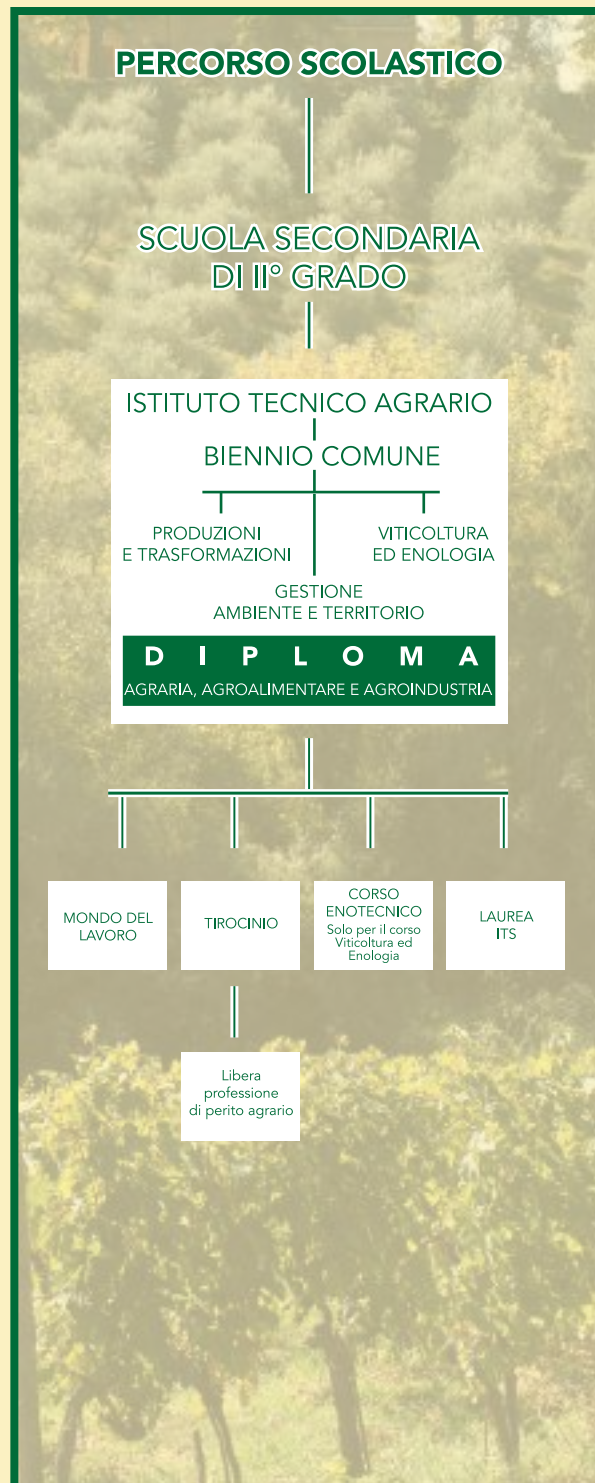 PERCORSO SCOLASTICO
SCUOLA SECONDARIA
DI II° GRADO
ISTITUTO TECNICO AGRARIO
BIENNIO COMUNE
PRODUZIONI
E TRASFORMAZIONI
VITICOLTURA
ED ENOLOGIA
GESTIONE
AMBIENTE E TERRITORIO
DIPLOMA
AGRARIA, AGROALIMENTARE E AGROINDUSTRIA
MONDO DEL
LAVORO
TIROCINIO
CORSO
ENOTECNICO
Solo per il corso
Viticoltura ed
Enologia
LAUREA
ITS
Libera
professione
di perito agrario